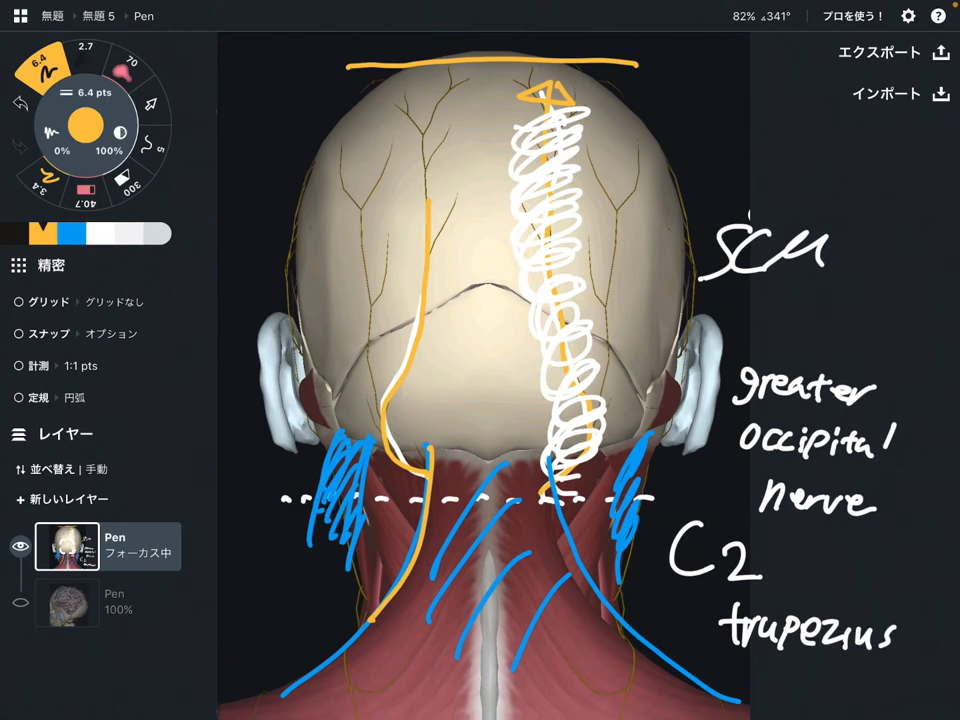 無題 無題 5 Pen
82% ⦣341° プロを使う! ?
エクスポート
インポート
2.7
6.4
70
6.4 pts
0% 100%
5
3.4
40.7
300
精密
グリッド グリッドなし
スナップ オプション
計測 1:1 pts
定規 円弧
レイヤー
並べ替え | 手動
+ 新しいレイヤー
Pen
フォーカス中
Pen
100%
SCM
greater
occipital
nerve
C2
trapezius